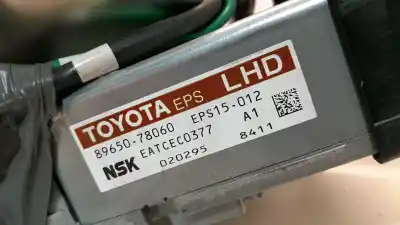 TOYOTA EPS LHD
89650-78060 EPS15-012
NSK EATCEC0377 A1
020295 8411